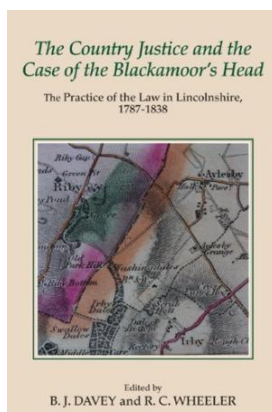 The Country Justice and the
Case of the Blackamoor's Head
The Practice of the Law in Lincolnshire,
1787-1838
Riby Gap
Aylesby
Riby
Irby
Swallow
Edited by
B. J. DAVEY and R. C. WHEELER